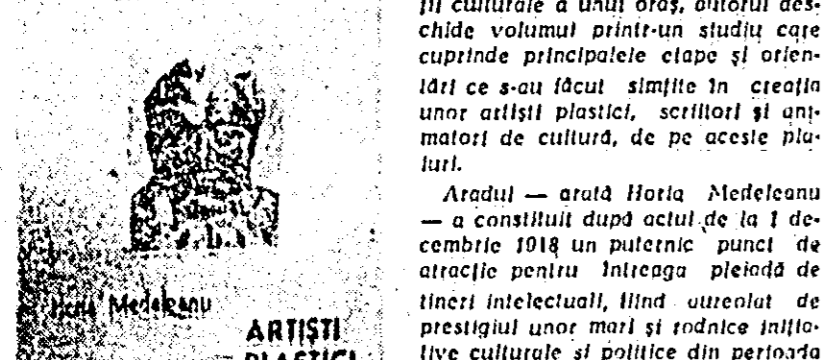 Horia Medeleanu
ARTIȘTI
PLASTICI
ții culturale a unui oraș, autorul des-
chide volumul printr-un studiu care
cuprinde principalele etape și orien-
tări ce s-au făcut simțite în creația
unor artiști plastici, scriitori și ani-
matori de cultură, de pe aceste pla-
iuri.
Aradul — arată Horia Medeleanu
— a constituit după actul de la 1 de-
cembrie 1918 un puternic punct de
atracție pentru întreaga pleiadă de
tineri intelectuali, fiind aureolat de
prestigiul unor mari și rodnice iniția-
tive culturale și politice din perioada